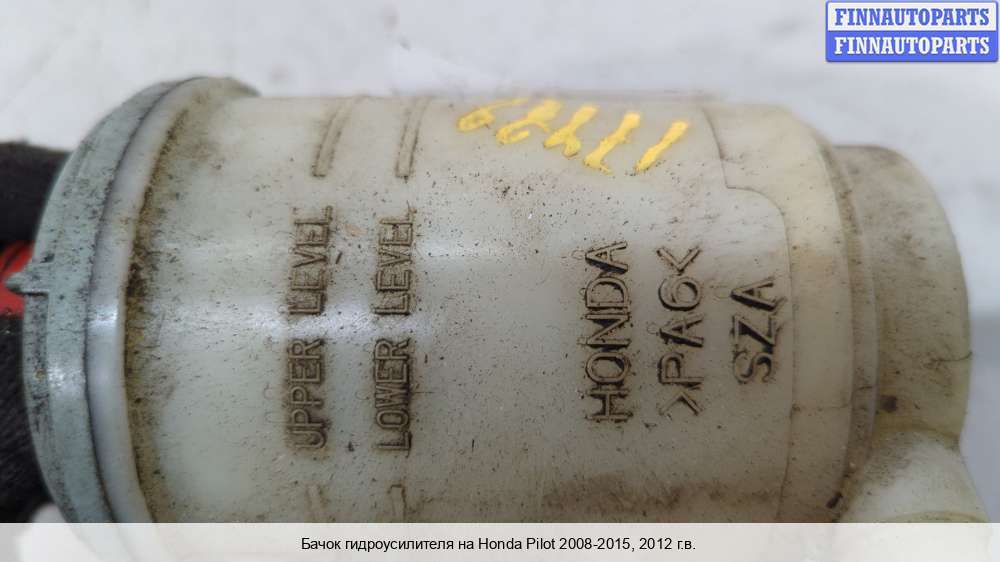 FINNAUTOPARTS
FINNAUTOPARTS
UPPER LEVEL
LOWER LEVEL
HONDA
>PA6<
SZA
Бачок гидроусилителя на Honda Pilot 2008-2015, 2012 г.в.